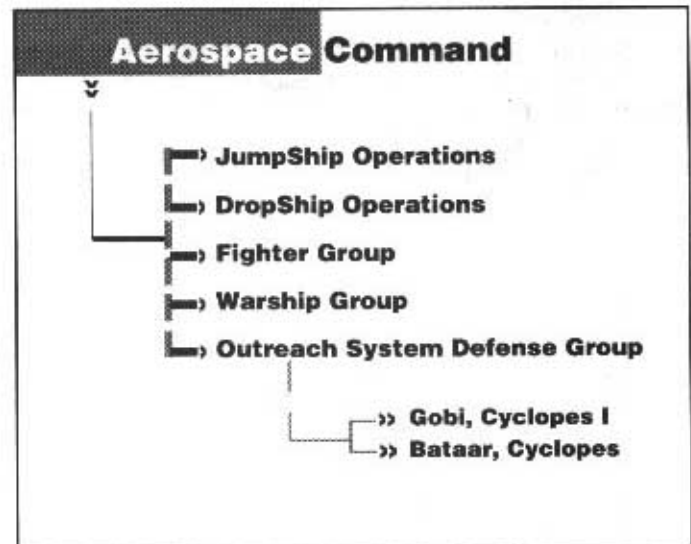 Aerospace Command
JumpShip Operations
DropShip Operations
Fighter Group
Warship Group
Outreach System Defense Group
Gobi, Cyclopes I
Bataar, Cyclopes